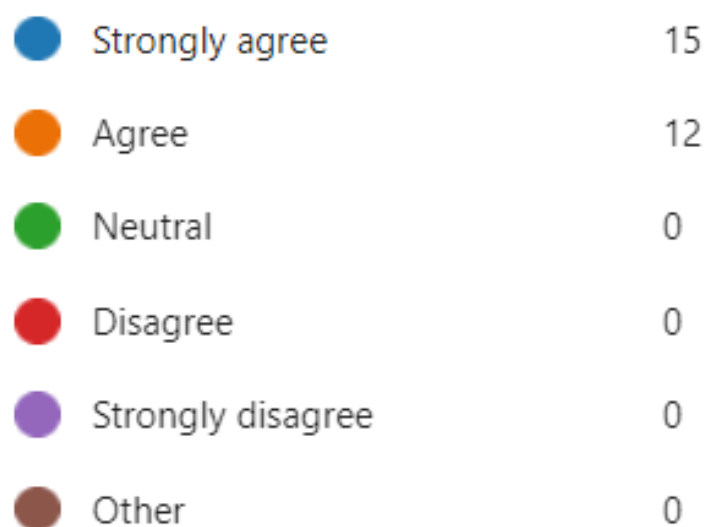 Strongly agree 15
Agree 12
Neutral 0
Disagree 0
Strongly disagree 0
Other 0